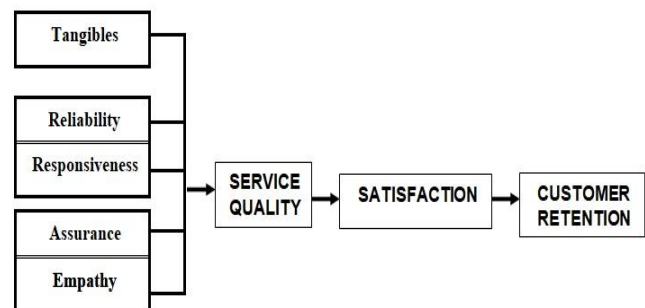 Tangibles
Reliability
Responsiveness
Assurance
Empathy
SERVICE
QUALITY
SATISFACTION
CUSTOMER
RETENTION